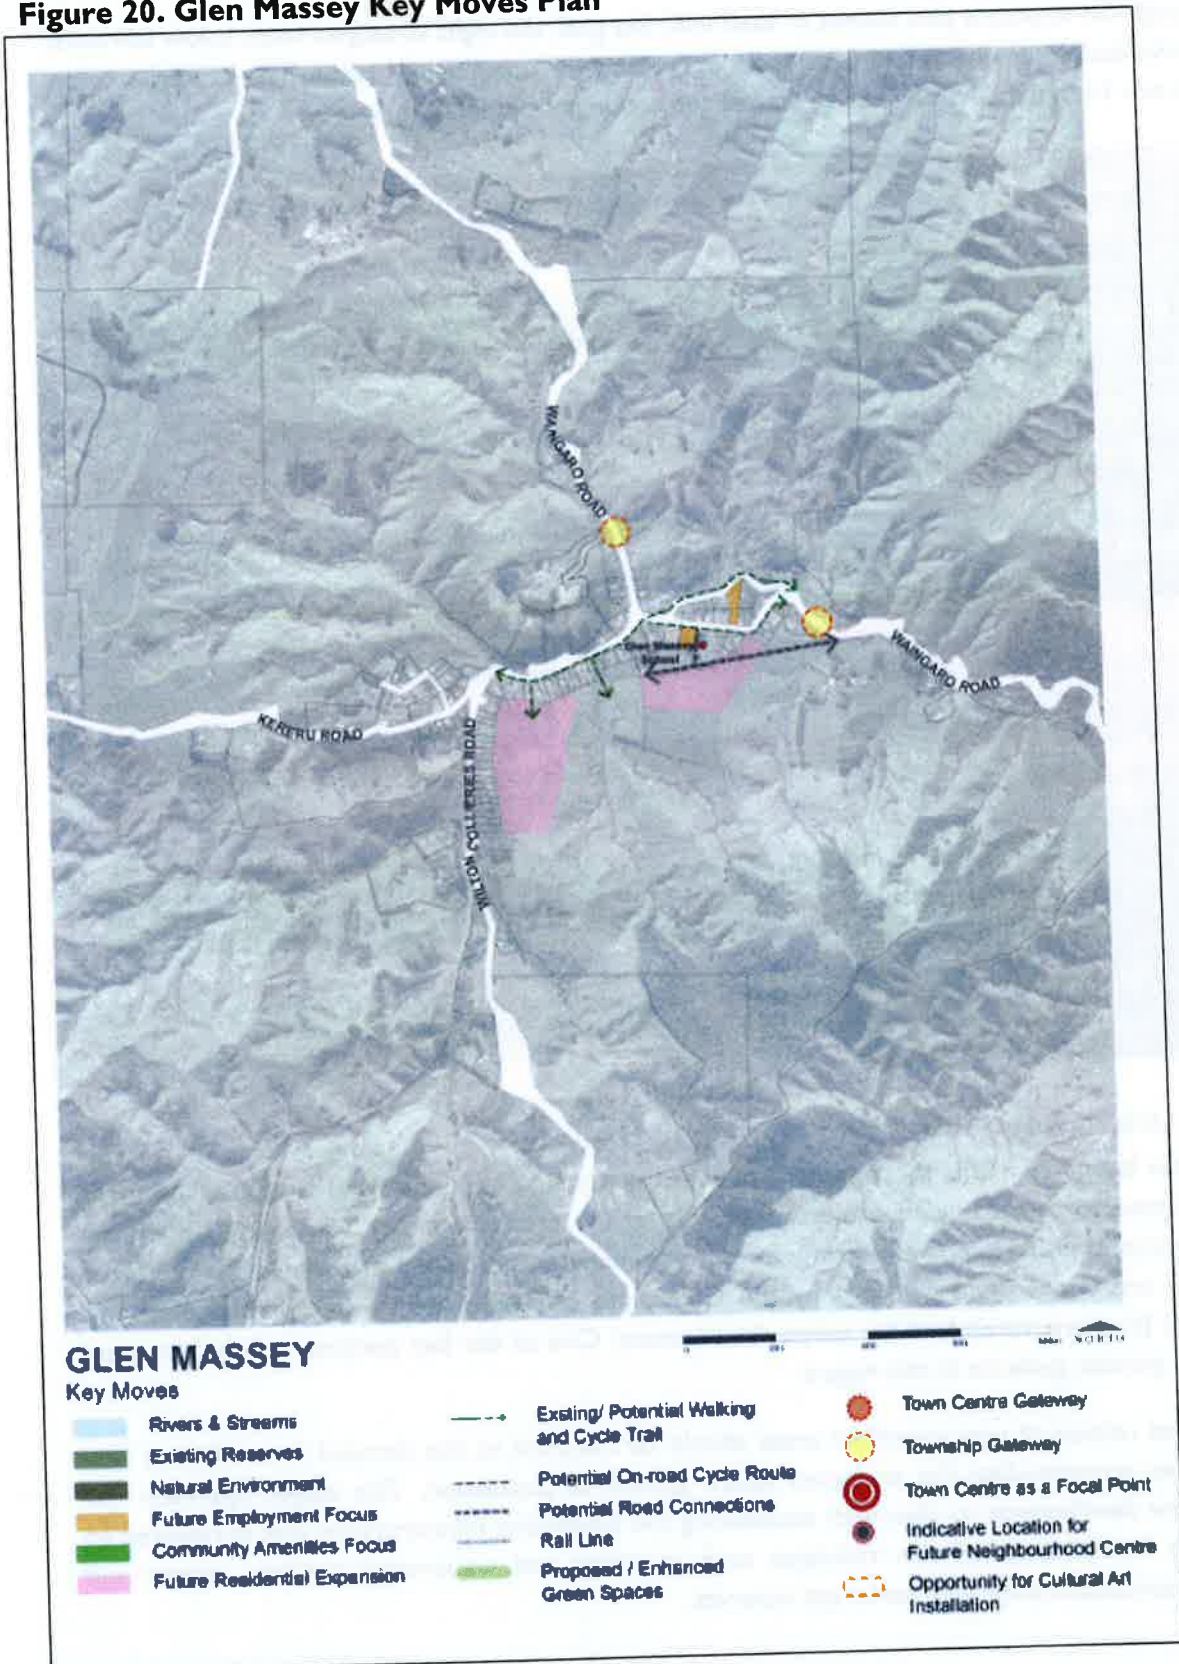 Figure 20. Glen Massey Key Moves Plan
WAINGARO ROAD
Glen Massey
School
WAINGARO ROAD
KERERU ROAD
WILTON COLLIERIES ROAD
GLEN MASSEY
Key Moves
Rivers & Streams
Existing Reserves
Natural Environment
Future Employment Focus
Community Amenities Focus
Future Residential Expansion
Existing/ Potential Walking
and Cycle Trail
Potential On-road Cycle Route
Potential Road Connections
Rail Line
Proposed / Enhanced
Green Spaces
Town Centre Gateway
Township Gateway
Town Centre as a Focal Point
Indicative Location for
Future Neighbourhood Centre
Opportunity for Cultural Art
Installation